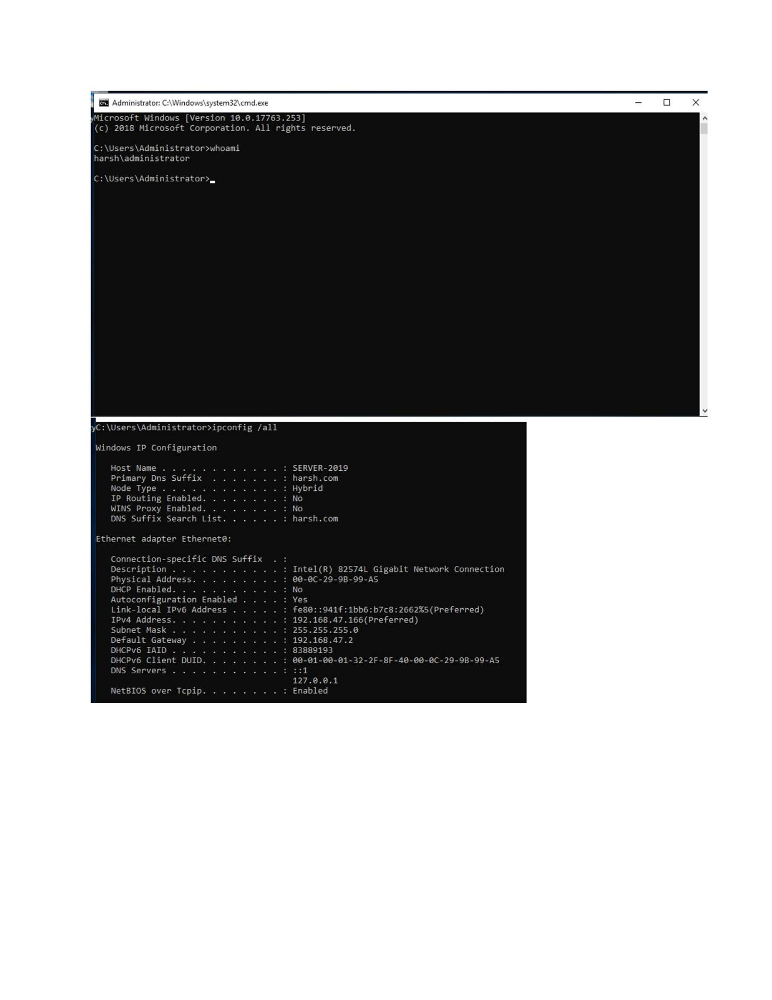 Administrator: C:\Windows\system32\cmd.exe
Microsoft Windows [Version 10.0.17763.253]
(c) 2018 Microsoft Corporation. All rights reserved.
C:\Users\Administrator>whoami
harsh\administrator
C:\Users\Administrator>
C:\Users\Administrator>ipconfig /all
Windows IP Configuration
Host Name . . . . . . . . . . . . : SERVER-2019
Primary Dns Suffix  . . . . . . . : harsh.com
Node Type . . . . . . . . . . . . : Hybrid
IP Routing Enabled. . . . . . . . : No
WINS Proxy Enabled. . . . . . . . : No
DNS Suffix Search List. . . . . . : harsh.com
Ethernet adapter Ethernet0:
Connection-specific DNS Suffix  . :
Description . . . . . . . . . . . : Intel(R) 82574L Gigabit Network Connection
Physical Address. . . . . . . . . : 00-0C-29-9B-99-A5
DHCP Enabled. . . . . . . . . . . : No
Autoconfiguration Enabled . . . . : Yes
Link-local IPv6 Address . . . . . : fe80::941f:1bb6:b7c8:2662%5(Preferred)
IPv4 Address. . . . . . . . . . . : 192.168.47.166(Preferred)
Subnet Mask . . . . . . . . . . . : 255.255.255.0
Default Gateway . . . . . . . . . : 192.168.47.2
DHCPv6 IAID . . . . . . . . . . . : 83889193
DHCPv6 Client DUID. . . . . . . . : 00-01-00-01-32-2F-8F-40-00-0C-29-9B-99-A5
DNS Servers . . . . . . . . . . . : ::1
127.0.0.1
NetBIOS over Tcpip. . . . . . . . : Enabled